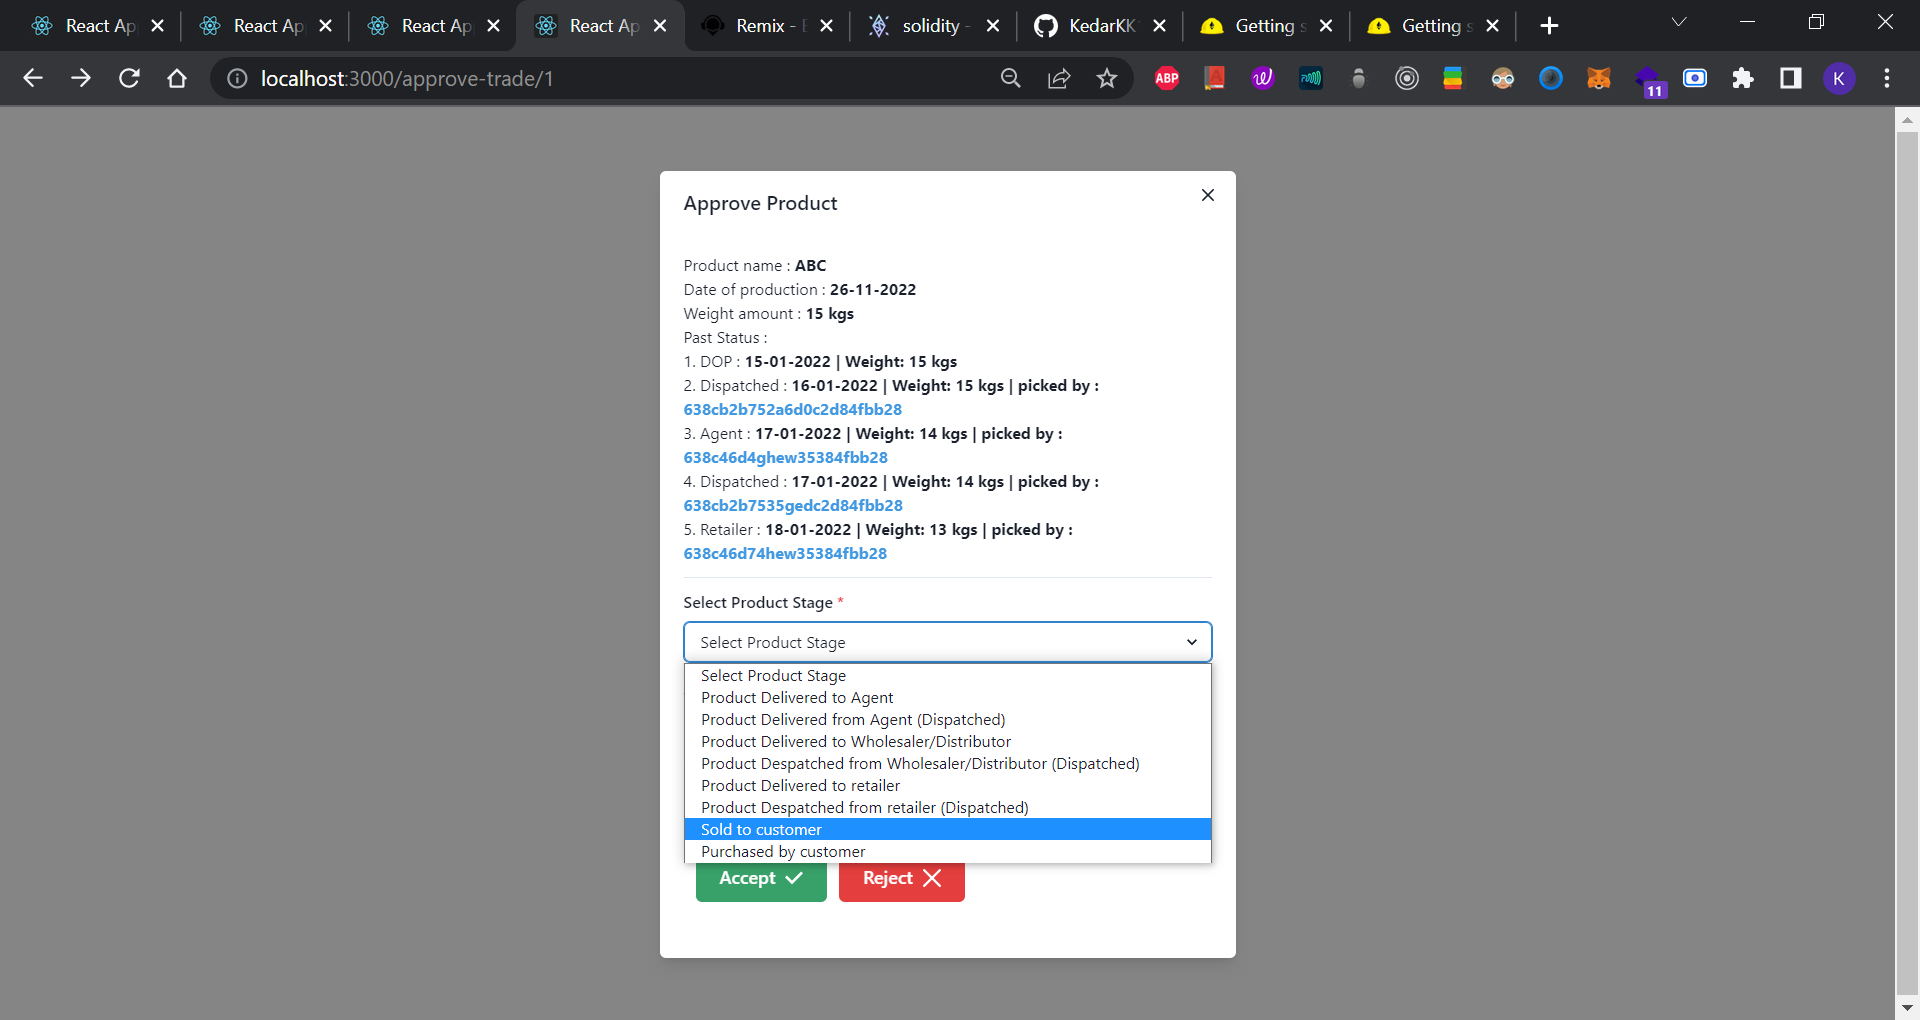 React Ap
React Ap
React Ap
React Ap
Remix -
solidity -
KedarKK
Getting s
Getting s
localhost:3000/approve-trade/1
ABP
11
K
Approve Product
Product name : ABC
Date of production : 26-11-2022
Weight amount : 15 kgs
Past Status :
1. DOP : 15-01-2022 | Weight: 15 kgs
2. Dispatched : 16-01-2022 | Weight: 15 kgs | picked by :
638cb2b752a6d0c2d84fbb28
3. Agent : 17-01-2022 | Weight: 14 kgs | picked by :
638c46d4ghew35384fbb28
4. Dispatched : 17-01-2022 | Weight: 14 kgs | picked by :
638cb2b7535gedc2d84fbb28
5. Retailer : 18-01-2022 | Weight: 13 kgs | picked by :
638c46d74hew35384fbb28
Select Product Stage *
Select Product Stage
Select Product Stage
Product Delivered to Agent
Product Delivered from Agent (Dispatched)
Product Delivered to Wholesaler/Distributor
Product Despatched from Wholesaler/Distributor (Dispatched)
Product Delivered to retailer
Product Despatched from retailer (Dispatched)
Sold to customer
Purchased by customer
Accept
Reject